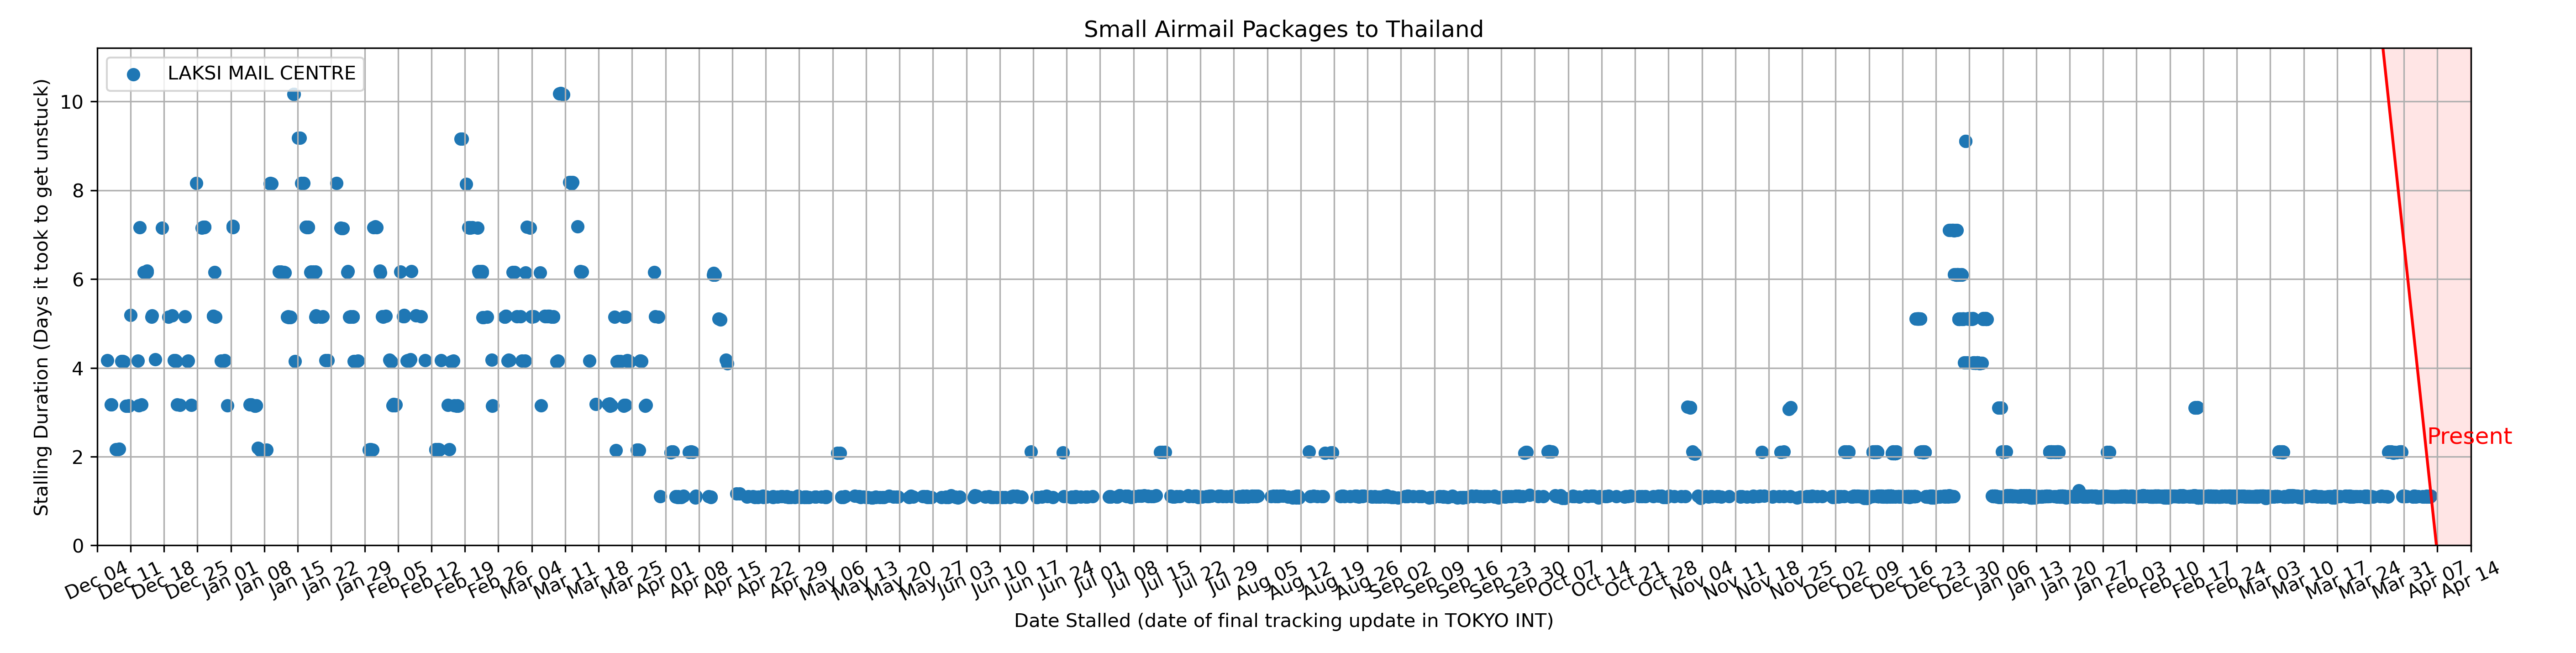 Small Airmail Packages to Thailand
LAKSI MAIL CENTRE
Stalling Duration (Days it took to get unstuck)
10
8
6
4
2
0
Present
Dec 04 Dec 11 Dec 18 Dec 25 Jan 01 Jan 08 Jan 15 Jan 22 Jan 29 Feb 05 Feb 12 Feb 19 Feb 26 Mar 04 Mar 11 Mar 18 Mar 25 Apr 01 Apr 08 Apr 15 Apr 22 Apr 29 May 06 May 13 May 20 May 27 Jun 03 Jun 10 Jun 17 Jun 24 Jul 01 Jul 08 Jul 15 Jul 22 Jul 29 Aug 05 Aug 12 Aug 19 Aug 26 Sep 02 Sep 09 Sep 16 Sep 23 Sep 30 Oct 07 Oct 14 Oct 21 Oct 28 Nov 04 Nov 11 Nov 18 Nov 25 Dec 02 Dec 09 Dec 16 Dec 23 Dec 30 Jan 06 Jan 13 Jan 20 Jan 27 Feb 03 Feb 10 Feb 17 Feb 24 Mar 03 Mar 10 Mar 17 Mar 24 Mar 31 Apr 07 Apr 14
Date Stalled (date of final tracking update in TOKYO INT)